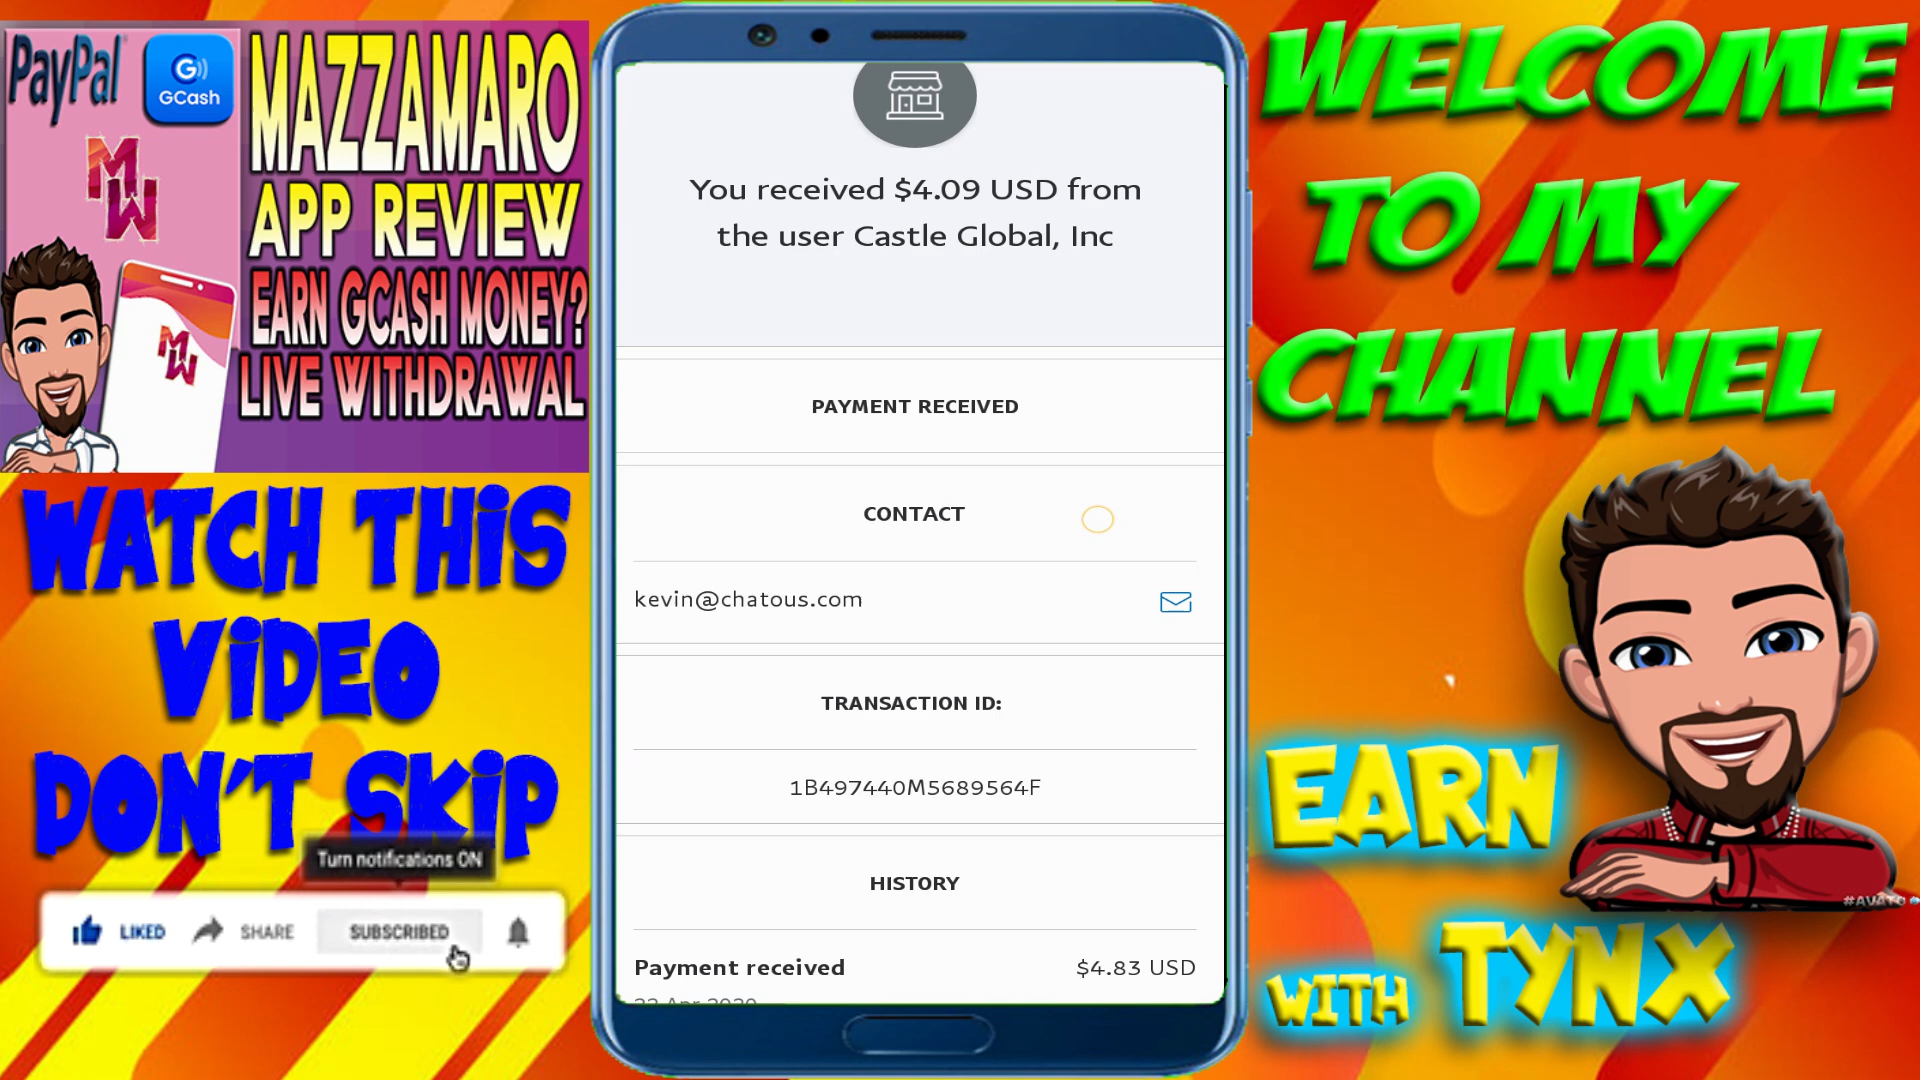 PayPal
GCash
MW
MAZZAMARO
APP REVIEW
EARN GCASH MONEY?
LIVE WITHDRAWAL
MW
WATCH THiS
ViDEO
DON'T SKiP
Turn notifications ON
LIKED
SHARE
SUBSCRIBED
You received $4.09 USD from
the user Castle Global, Inc
PAYMENT RECEIVED
CONTACT
kevin@chatous.com
TRANSACTION ID:
1B497440M5689564F
HISTORY
Payment received $4.83 USD
WELCOME
TO MY
CHANNEL
EARN
WITH TYNX